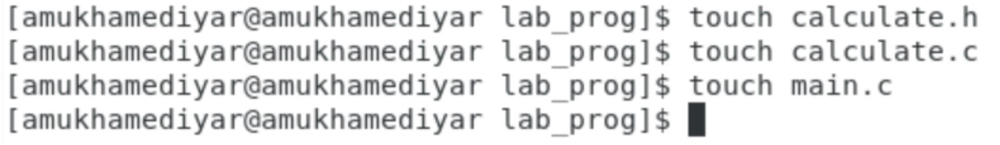 [amukhamediyar@amukhamediyar lab_prog]$ touch calculate.h
[amukhamediyar@amukhamediyar lab_prog]$ touch calculate.c
[amukhamediyar@amukhamediyar lab_prog]$ touch main.c
[amukhamediyar@amukhamediyar lab_prog]$